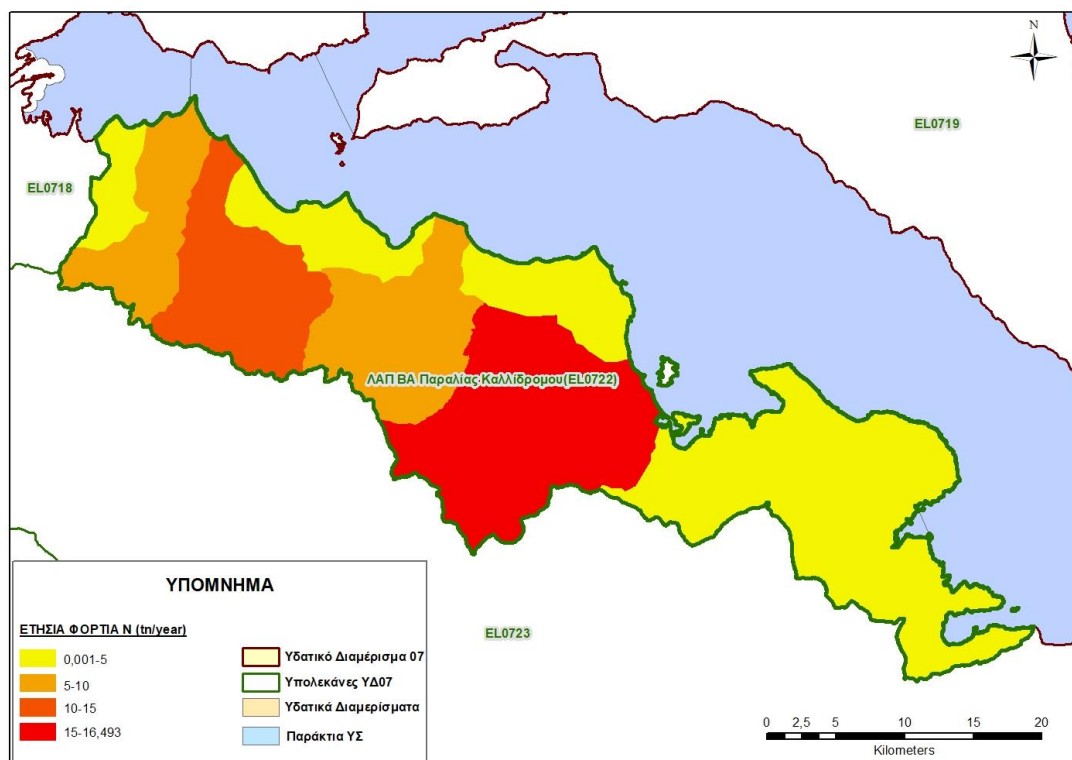 N
EL0719
EL0718
ΛΑΠ ΒΑ Παραλίας Καλλίδρομου(EL0722)
EL0723
ΥΠΟΜΝΗΜΑ
ΕΤΗΣΙΑ ΦΟΡΤΙΑ Ν (tn/year)
0,001-5
5-10
10-15
15-16,493
Υδατικό Διαμέρισμα 07
Υπολεκάνες ΥΔ07
Υδατικά Διαμερίσματα
Παράκτια ΥΣ
0 2,5 5 10 15 20
Kilometers